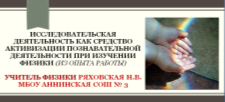 ИССЛЕДОВАТЕЛЬСКАЯ
ДЕЯТЕЛЬНОСТЬ КАК СРЕДСТВО
АКТИВИЗАЦИИ ПОЗНАВАТЕЛЬНОЙ
ДЕЯТЕЛЬНОСТИ ПРИ ИЗУЧЕНИИ
ФИЗИКИ (ИЗ ОПЫТА РАБОТЫ)
УЧИТЕЛЬ ФИЗИКИ РЯХОВСКАЯ Н.В.
МБОУ АННИНСКАЯ СОШ № 3